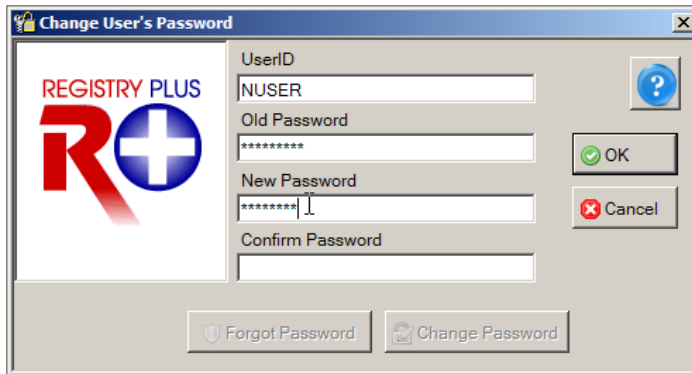 Change User's Password
REGISTRY PLUS
R+
UserID
NUSER
Old Password
*********
New Password
********
Confirm Password
?
OK
Cancel
Forgot Password
Change Password